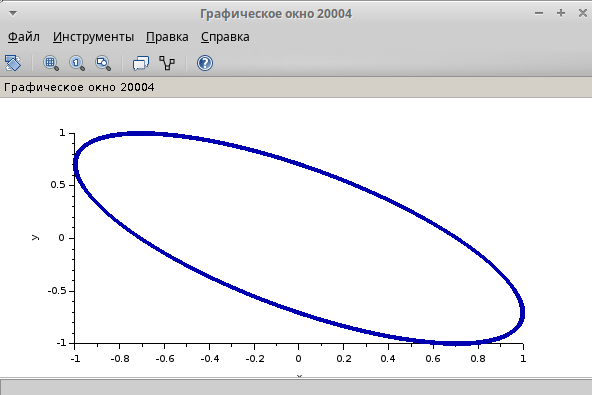 Графическое окно 20004
Файл Инструменты Правка Справка
Графическое окно 20004
1
0.5
0
-0.5
-1
y
-1 -0.8 -0.6 -0.4 -0.2 0 0.2 0.4 0.6 0.8 1